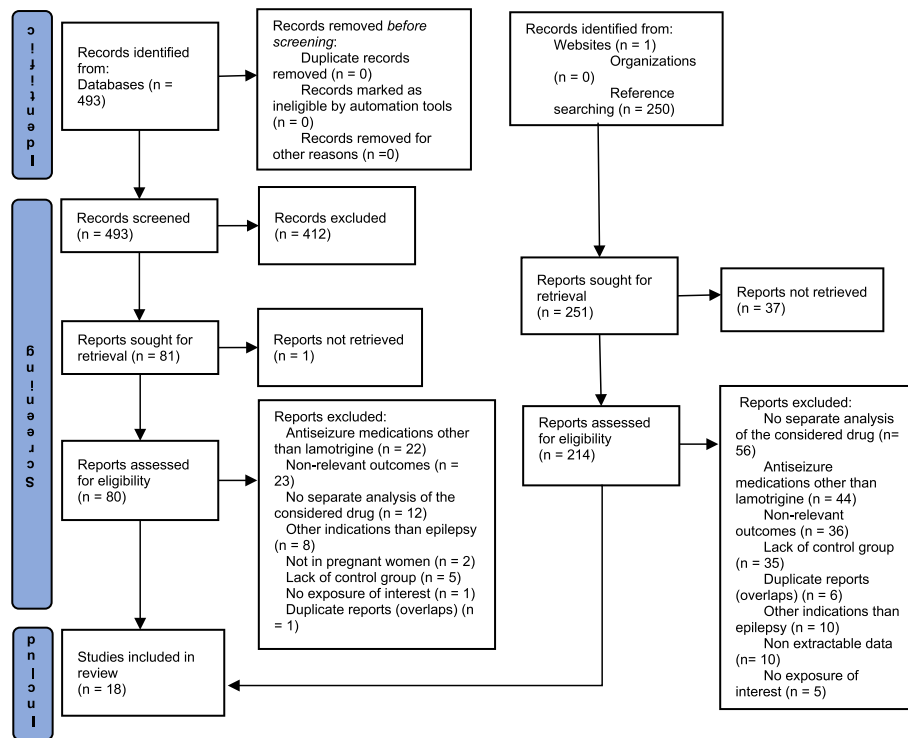 Identific
Records identified
from:
Databases (n =
493)
Records removed before
screening:
Duplicate records
removed (n = 0)
Records marked as
ineligible by automation tools
(n = 0)
Records removed for
other reasons (n =0)
Records identified from:
Websites (n = 1)
Organizations
(n = 0)
Reference
searching (n = 250)
Screening
Records screened
(n = 493)
Records excluded
(n = 412)
Reports sought for
retrieval (n = 81)
Reports not retrieved
(n = 1)
Reports sought for
retrieval
(n = 251)
Reports not retrieved
(n = 37)
Reports assessed
for eligibility
(n = 80)
Reports excluded:
Antiseizure medications other
than lamotrigine (n = 22)
Non-relevant outcomes (n =
23)
No separate analysis of the
considered drug (n = 12)
Other indications than epilepsy
(n = 8)
Not in pregnant women (n = 2)
Lack of control group (n = 5)
No exposure of interest (n = 1)
Duplicate reports (overlaps) (n
= 1)
Reports assessed
for eligibility
(n = 214)
Reports excluded:
No separate analysis
of the considered drug (n=
56)
Antiseizure
medications other than
lamotrigine (n = 44)
Non-relevant
outcomes (n = 36)
Lack of control group
(n = 35)
Duplicate reports
(overlaps) (n = 6)
Other indications than
epilepsy (n = 10)
Non extractable data
(n= 10)
No exposure of
interest (n = 5)
Includ
Studies included in
review
(n = 18)